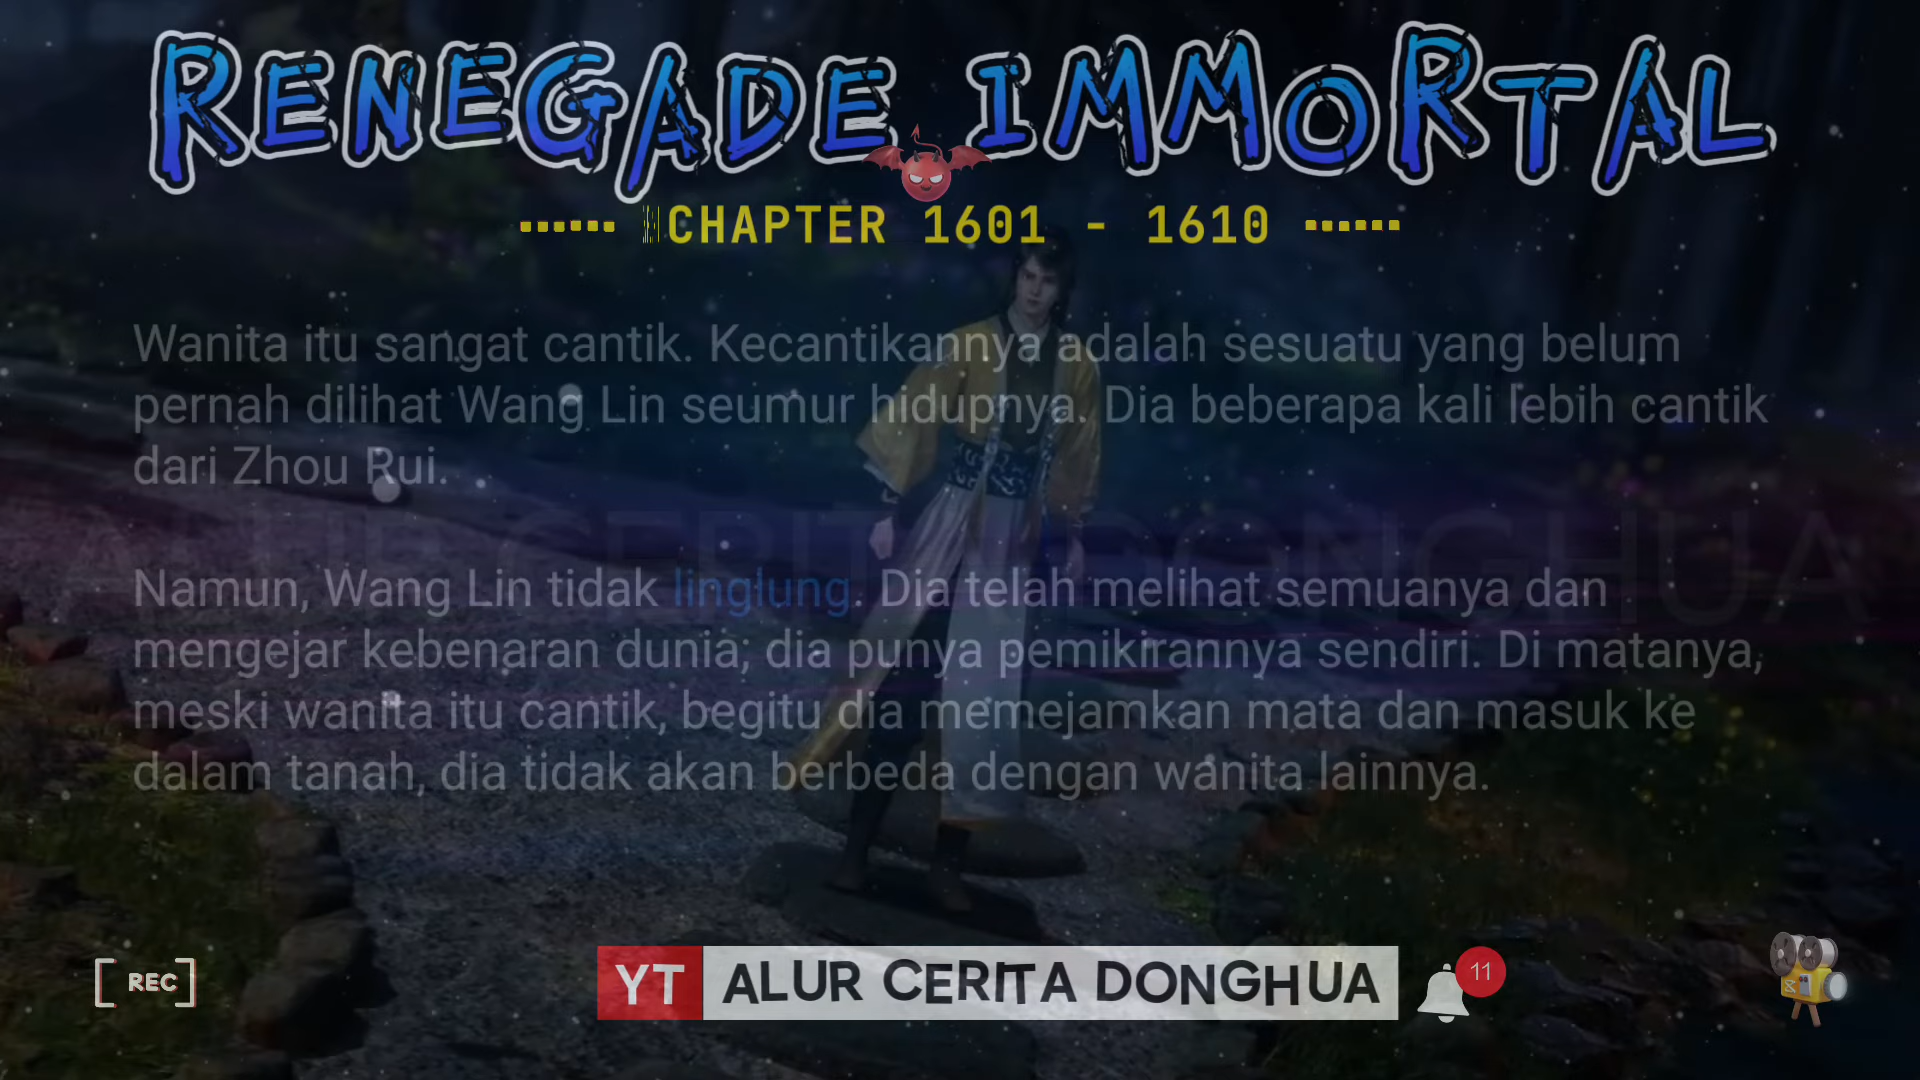 RENEGADE IMMORTAL
CHAPTER 1601 - 1610
Wanita itu sangat cantik. Kecantikannya adalah sesuatu yang belum
pernah dilihat Wang Lin seumur hidupnya. Dia beberapa kali lebih cantik
dari Zhou Rui.
ALUR CERITA DONGHUA
Namun, Wang Lin tidak linglung. Dia telah melihat semuanya dan
mengejar kebenaran dunia; dia punya pemikirannya sendiri. Di matanya,
meski wanita itu cantik, begitu dia memejamkan mata dan masuk ke
dalam tanah, dia tidak akan berbeda dengan wanita lainnya.
[ REC ]
YT ALUR CERITA DONGHUA
11